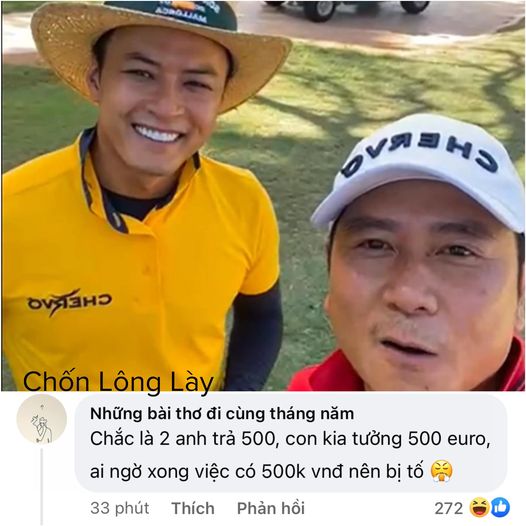 MALLORCA
CHERVO
CHERVO
Chốn Lông Lày
Những bài thơ đi cùng tháng năm
Chắc là 2 anh trả 500, con kia tưởng 500 euro,
ai ngờ xong việc có 500k vnđ nên bị tố 😤
33 phút Thích Phản hồi 272